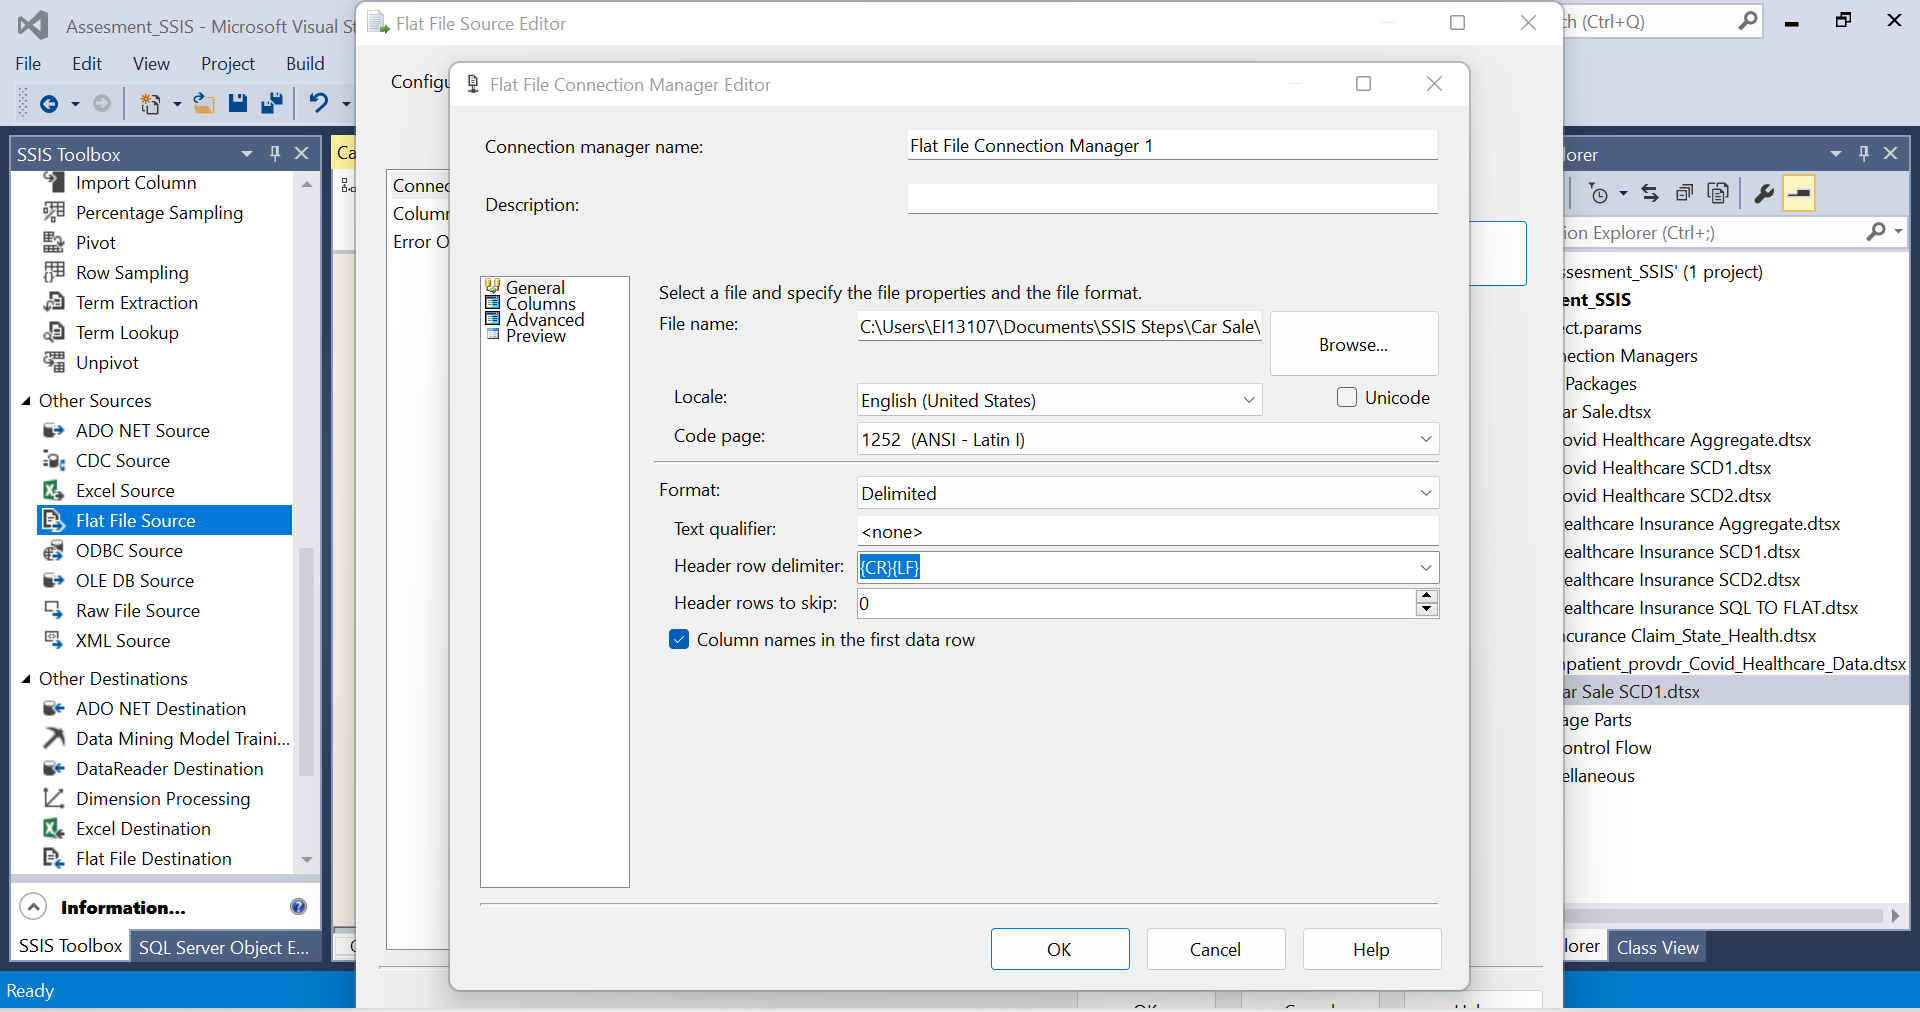 Assesment_SSIS - Microsoft Visual St
File Edit View Project Build
Flat File Source Editor
ch (Ctrl+Q)
SSIS Toolbox
Import Column
Percentage Sampling
Pivot
Row Sampling
Term Extraction
Term Lookup
Unpivot
Other Sources
ADO NET Source
CDC Source
Excel Source
Flat File Source
ODBC Source
OLE DB Source
Raw File Source
XML Source
Other Destinations
ADO NET Destination
Data Mining Model Traini...
DataReader Destination
Dimension Processing
Excel Destination
Flat File Destination
Information...
SSIS Toolbox
SQL Server Object E...
Ready
Ca
Configu
Connec
Column
Error O
Flat File Connection Manager Editor
Connection manager name:
Flat File Connection Manager 1
Description:
General
Columns
Advanced
Preview
Select a file and specify the file properties and the file format.
File name:
C:\Users\EI13107\Documents\SSIS Steps\Car Sale\
Browse...
Locale:
English (United States)
Unicode
Code page:
1252  (ANSI - Latin I)
Format:
Delimited
Text qualifier:
<none>
Header row delimiter:
{CR}{LF}
Header rows to skip:
0
Column names in the first data row
OK
Cancel
Help
lorer
ion Explorer (Ctrl+;)
ssesment_SSIS' (1 project)
ent_SSIS
ect.params
nection Managers
Packages
ar Sale.dtsx
ovid Healthcare Aggregate.dtsx
ovid Healthcare SCD1.dtsx
ovid Healthcare SCD2.dtsx
ealthcare Insurance Aggregate.dtsx
ealthcare Insurance SCD1.dtsx
ealthcare Insurance SCD2.dtsx
ealthcare Insurance SQL TO FLAT.dtsx
ncurance Claim_State_Health.dtsx
npatient_provdr_Covid_Healthcare_Data.dtsx
ar Sale SCD1.dtsx
age Parts
ontrol Flow
ellaneous
lorer
Class View